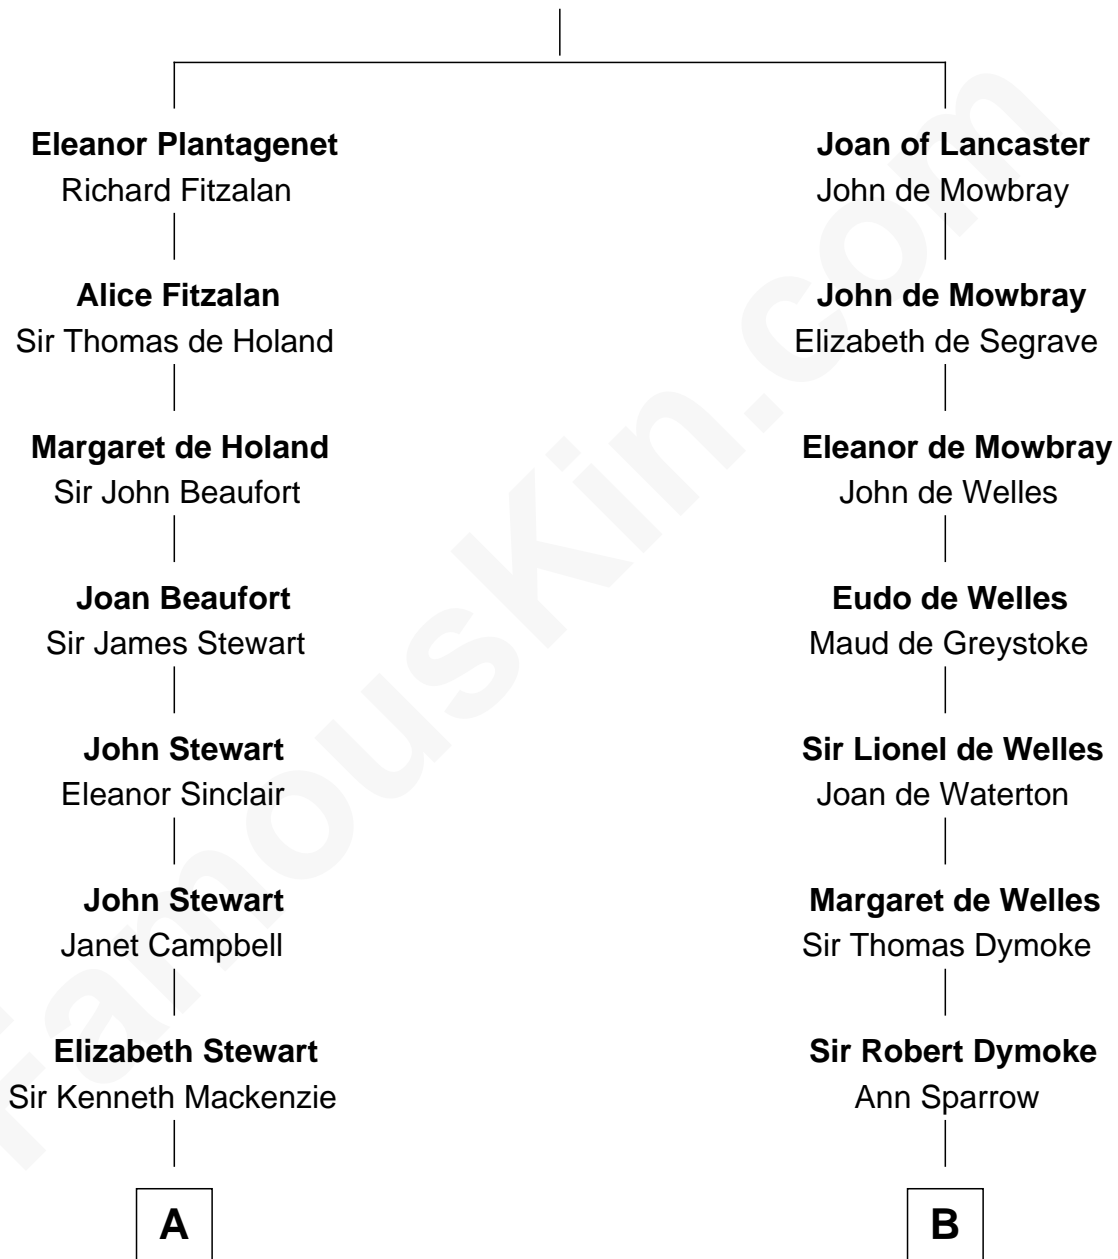 Eleanor Plantagenet
Richard Fitzalan
Alice Fitzalan
Sir Thomas de Holand
Margaret de Holand
Sir John Beaufort
Joan Beaufort
Sir James Stewart
John Stewart
Eleanor Sinclair
John Stewart
Janet Campbell
Elizabeth Stewart
Sir Kenneth Mackenzie
A
Joan of Lancaster
John de Mowbray
John de Mowbray
Elizabeth de Segrave
Eleanor de Mowbray
John de Welles
Eudo de Welles
Maud de Greystoke
Sir Lionel de Welles
Joan de Waterton
Margaret de Welles
Sir Thomas Dymoke
Sir Robert Dymoke
Ann Sparrow
B
FamousKin.com